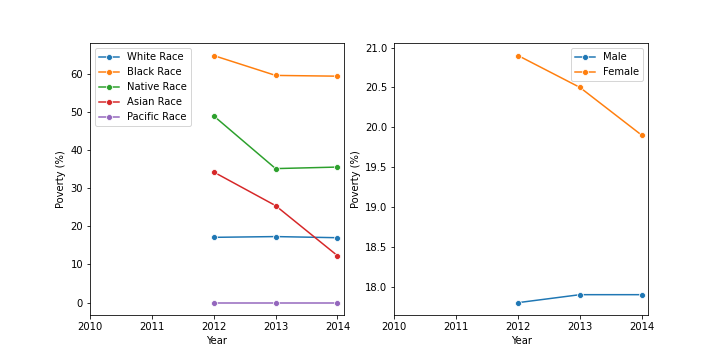 White Race
Black Race
Native Race
Asian Race
Pacific Race
Poverty (%)
60
50
40
30
20
10
0
2010 2011 2012 2013 2014
Year
Male
Female
Poverty (%)
21.0
20.5
20.0
19.5
19.0
18.5
18.0
2010 2011 2012 2013 2014
Year